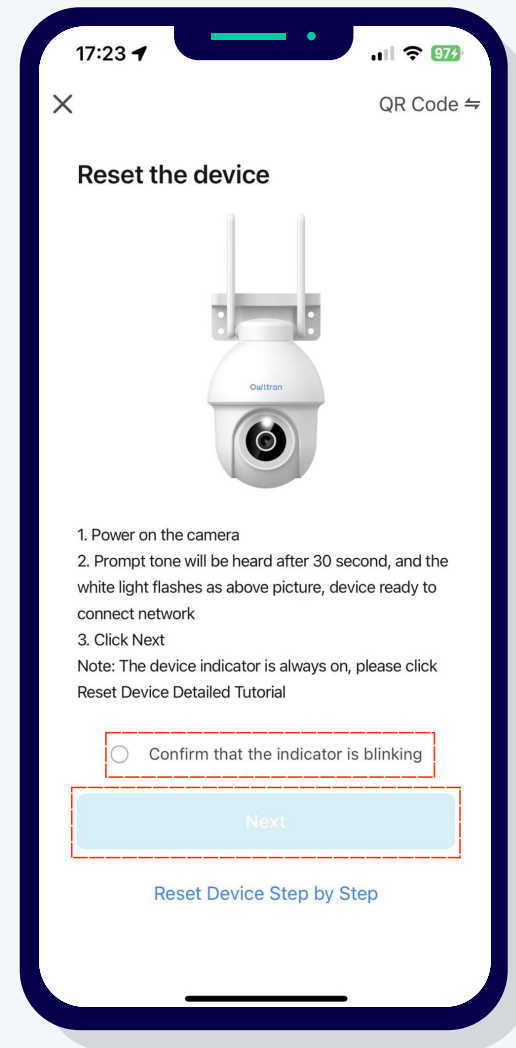 17:23
97
QR Code
Reset the device
Owltron
1. Power on the camera
2. Prompt tone will be heard after 30 second, and the
white light flashes as above picture, device ready to
connect network
3. Click Next
Note: The device indicator is always on, please click
Reset Device Detailed Tutorial
Confirm that the indicator is blinking
Next
Reset Device Step by Step